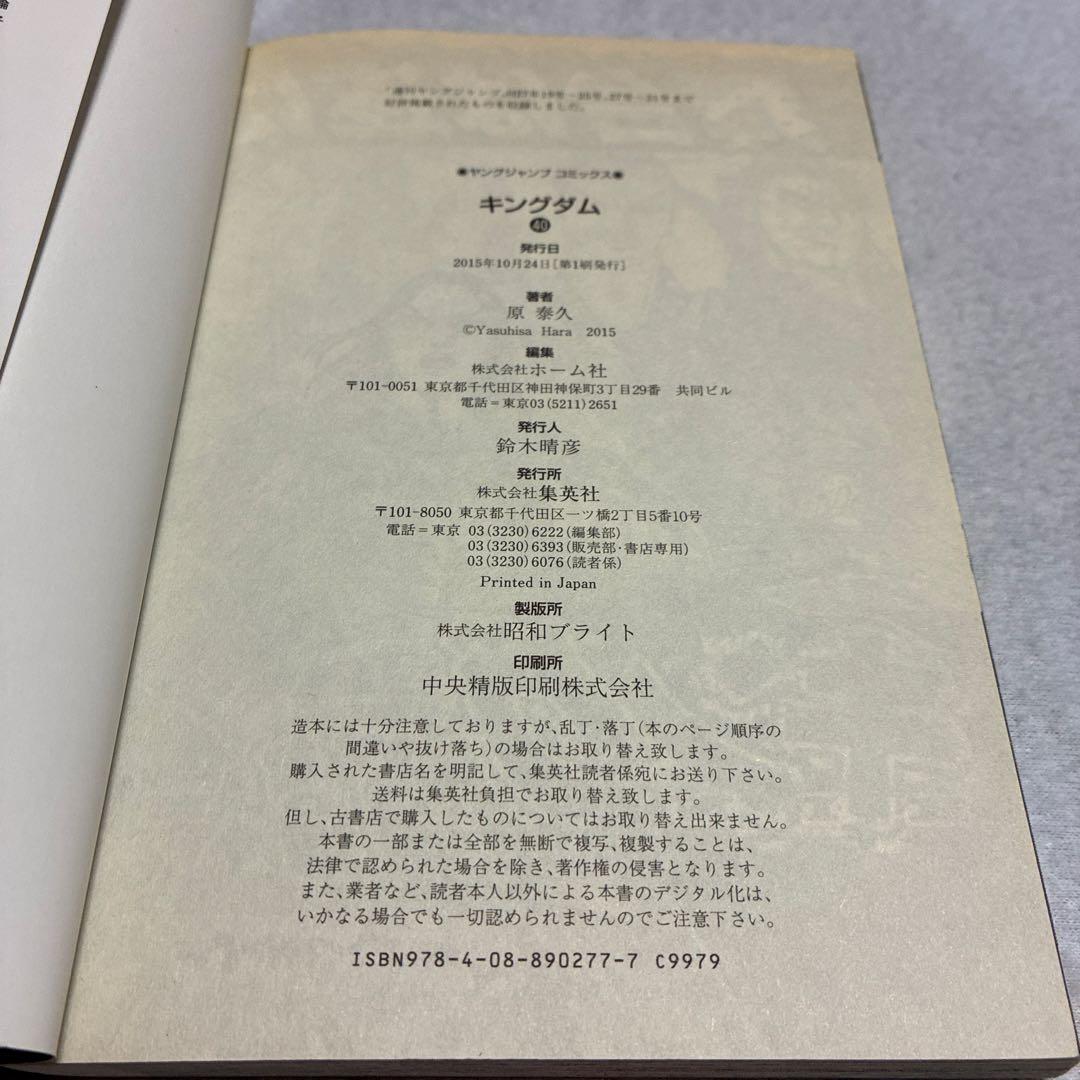 ●ヤングジャンプ コミックス●
キングダム
40
発行日
2015年10月24日[第1刷発行]
著者
原 泰久
©Yasuhisa Hara 2015
編集
株式会社ホーム社
〒101-0051 東京都千代田区神田神保町3丁目29番 共同ビル
電話=東京03(5211)2651
発行人
鈴木晴彦
発行所
株式会社集英社
〒101-8050 東京都千代田区一ツ橋2丁目5番10号
電話=東京 03(3230)6222(編集部)
03(3230)6393(販売部·書店専用)
03(3230)6076(読者係)
Printed in Japan
製版所
株式会社昭和ブライト
印刷所
中央精版印刷株式会社
造本には十分注意しておりますが、乱丁·落丁(本のページ順序の
間違いや抜け落ち)の場合はお取り替え致します。
購入された書店名を明記して、集英社読者係宛にお送り下さい。
送料は集英社負担でお取り替え致します。
但し、古書店で購入したものについてはお取り替え出来ません。
本書の一部または全部を無断で複写、複製することは、
法律で認められた場合を除き、著作権の侵害となります。
また、業者など、読者本人以外による本書のデジタル化は、
いかなる場合でも一切認められませんのでご注意下さい。
ISBN978-4-08-890277-7 C9979